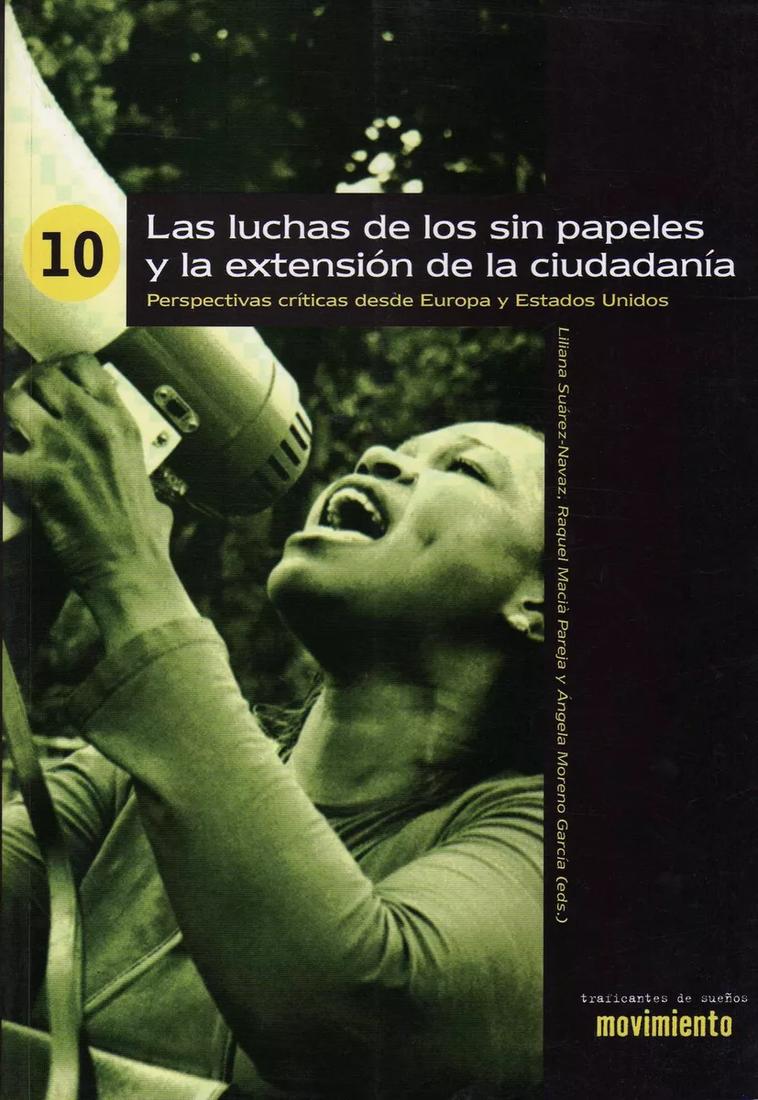 10
Las luchas de los sin papeles
y la extensión de la ciudadanía
Perspectivas críticas desde Europa y Estados Unidos
Liliana Suárez-Navaz, Raquel Macià Pareja y Ángela Moreno García (eds.)
traficantes de sueños
movimiento